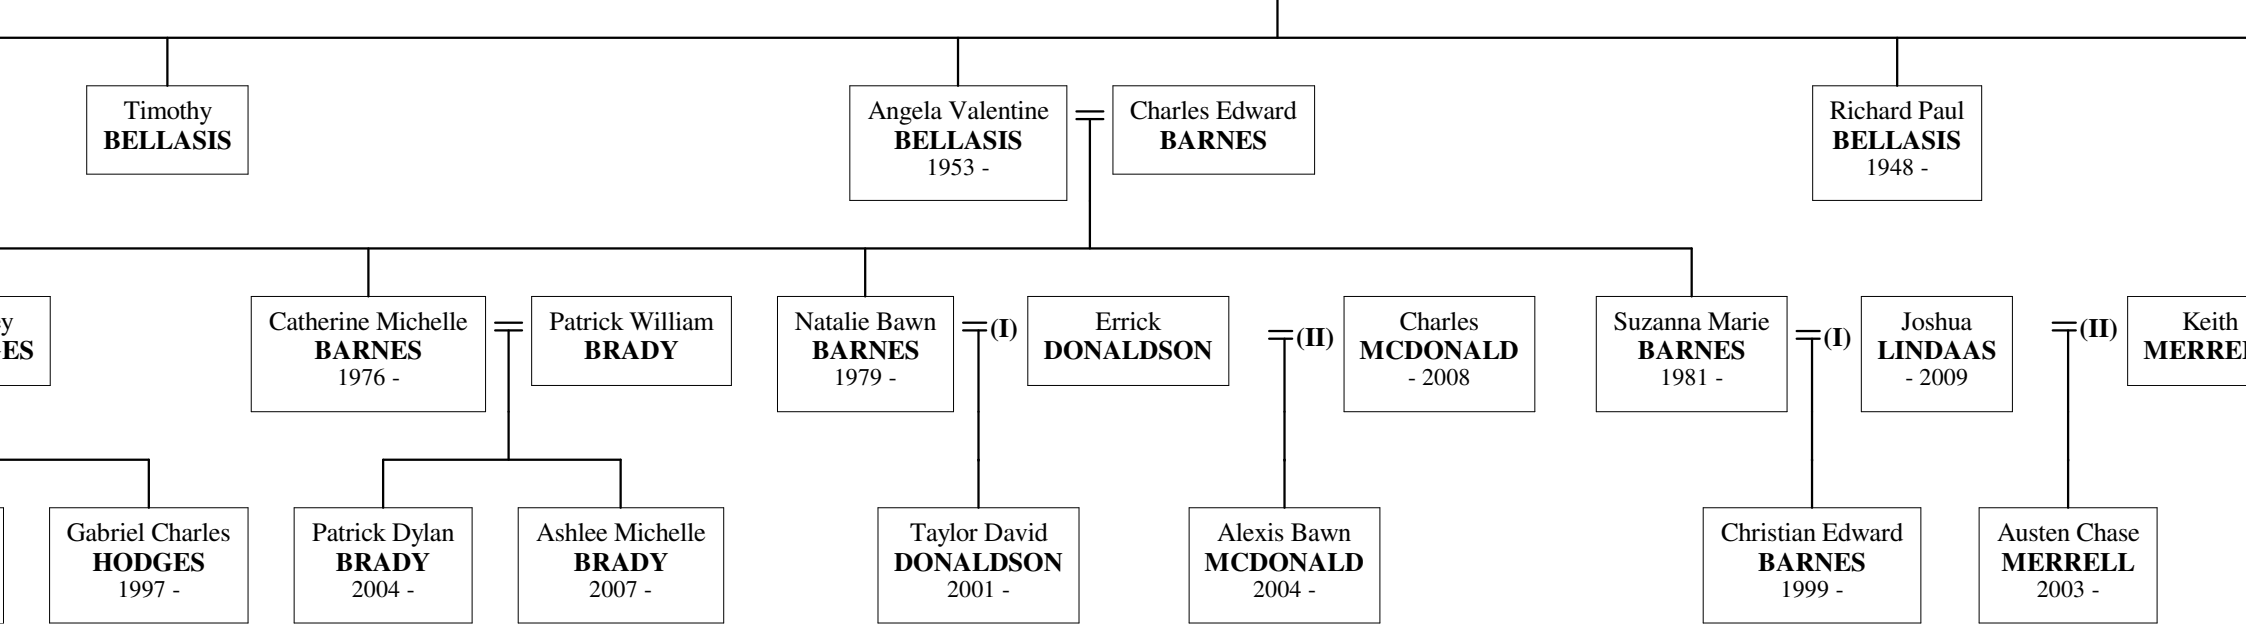 Timothy
BELLASIS
Angela Valentine
BELLASIS
1953 -
Charles Edward
BARNES
Richard Paul
BELLASIS
1948 -
Catherine Michelle
BARNES
1976 -
Patrick William
BRADY
Natalie Bawn
BARNES
1979 -
(I)
Errick
DONALDSON
(II)
Charles
MCDONALD
- 2008
Suzanna Marie
BARNES
1981 -
(I)
Joshua
LINDAAS
- 2009
(II)
Keith
Gabriel Charles
HODGES
1997 -
Patrick Dylan
BRADY
2004 -
Ashlee Michelle
BRADY
2007 -
Taylor David
DONALDSON
2001 -
Alexis Bawn
MCDONALD
2004 -
Christian Edward
BARNES
1999 -
Austen Chase
MERRELL
2003 -